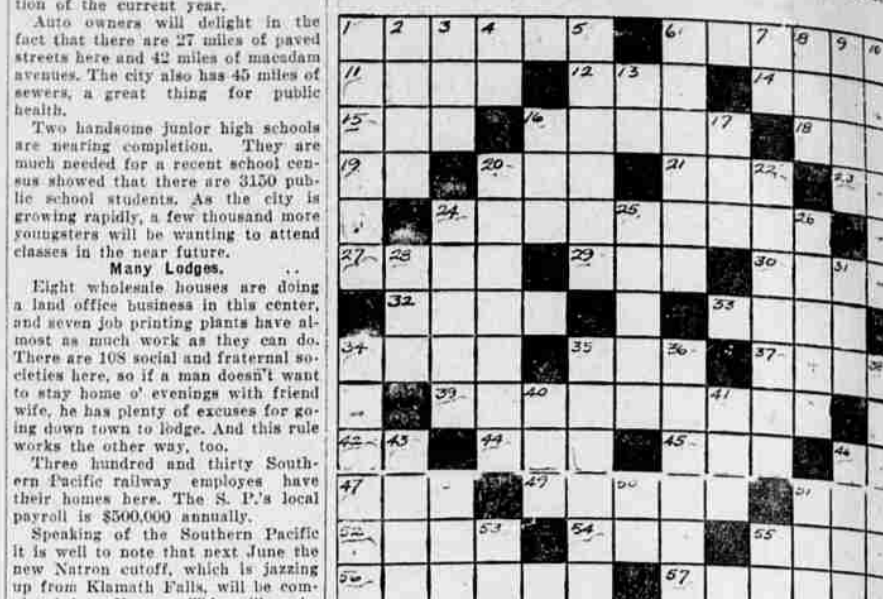 tion of the current year.
Auto owners will delight in the
fact that there are 27 miles of paved
streets here and 42 miles of macadam
avenues. The city also has 45 miles of
sewers, a great thing for public
health.
Two handsome junior high schools
are nearing completion. They are
much needed for a recent school cen-
sus showed that there are 3150 pub-
lic school students. As the city is
growing rapidly, a few thousand more
youngsters will be wanting to attend
classes in the near future.
Many Lodges.
Eight wholesale houses are doing
a land office business in this center,
and seven job printing plants have al-
most as much work as they can do.
There are 108 social and fraternal so-
cieties here, so if a man doesn't want
to stay home o' evenings with friend
wife, he has plenty of excuses for go-
ing down town to lodge. And this rule
works the other way, too.
Three hundred and thirty South-
ern Pacific railway employes have
their homes here. The S. P.'s local
payroll is $500,000 annually.
Speaking of the Southern Pacific
it is well to note that next June the
new Natron cutoff, which is jazzing
up from Klamath Falls, will be com-
1 2 3 4 5 6 7 8 9 10
11 12 13 14
15 16 17 18
19 20 21 22 23
24 25 26
27 28 29 30 31
32 33
34 35 36 37 38
39 40 41
42 43 44 45 46
47 49 50 51
52 53 54 55
56 57